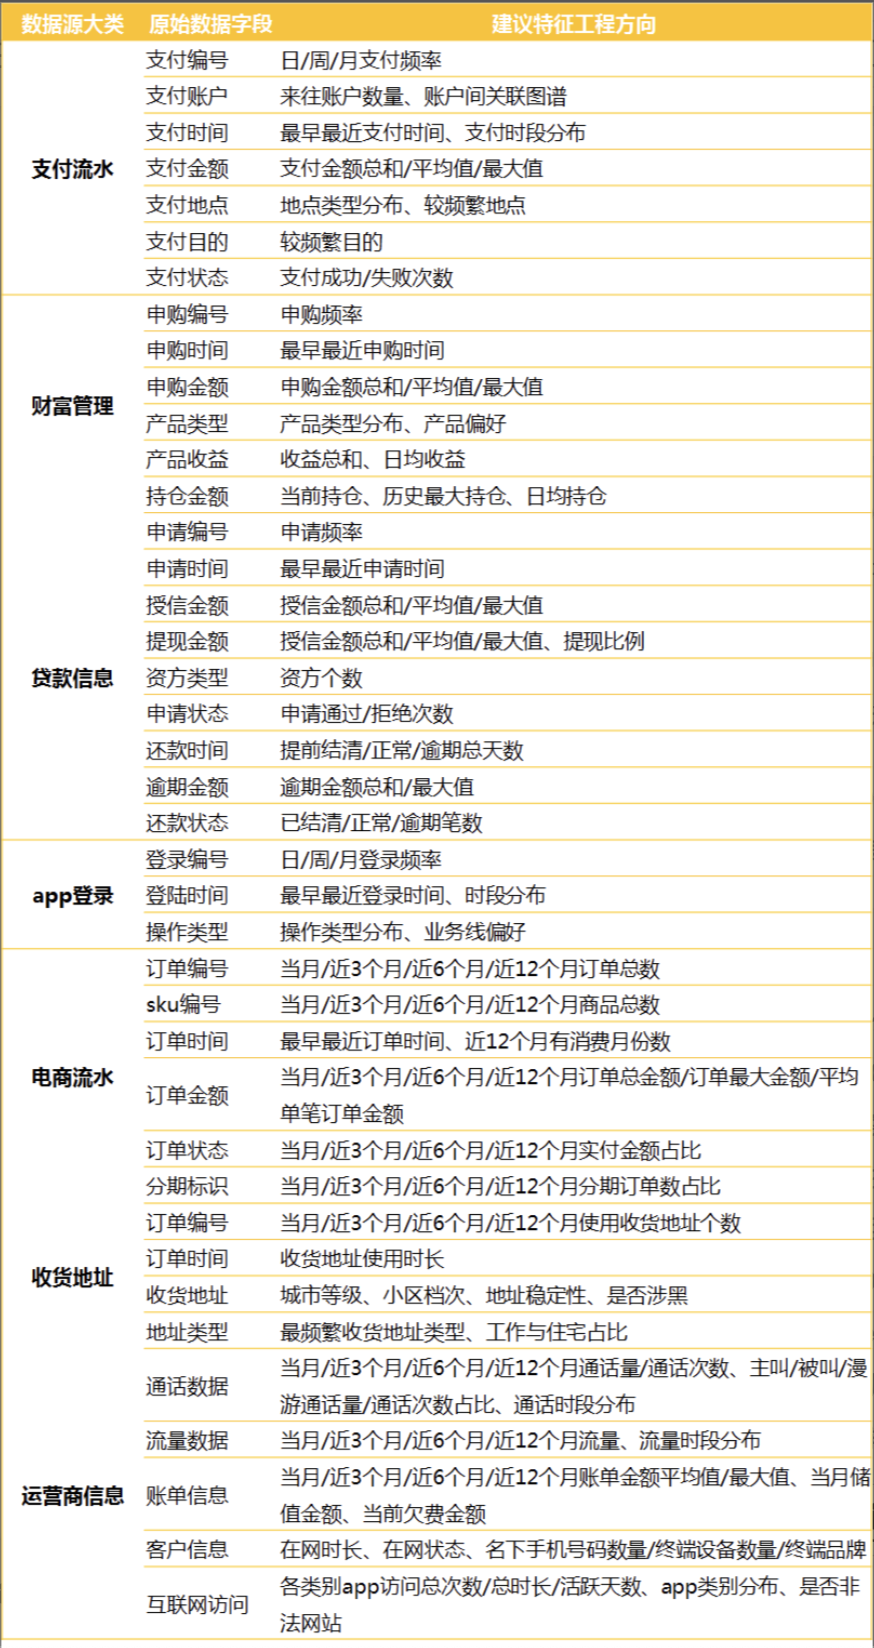 数据源大类 原始数据字段 建议特征工程方向
支付编号 日/周/月支付频率
支付账户 来往账户数量、账户间关联图谱
支付时间 最早最近支付时间、支付时段分布
支付流水 支付金额 支付金额总和/平均值/最大值
支付地点 地点类型分布、较频繁地点
支付目的 较频繁目的
支付状态 支付成功/失败次数
申购编号 申购频率
申购时间 最早最近申购时间
申购金额 申购金额总和/平均值/最大值
财富管理
产品类型 产品类型分布、产品偏好
产品收益 收益总和、日均收益
持仓金额 当前持仓、历史最大持仓、日均持仓
申请编号 申请频率
申请时间 最早最近申请时间
授信金额 授信金额总和/平均值/最大值
提现金额 授信金额总和/平均值/最大值、提现比例
贷款信息 资方类型 资方个数
申请状态 申请通过/拒绝次数
还款时间 提前结清/正常/逾期总天数
逾期金额 逾期金额总和/最大值
还款状态 已结清/正常/逾期笔数
登录编号 日/周/月登录频率
app登录 登陆时间 最早最近登录时间、时段分布
操作类型 操作类型分布、业务线偏好
订单编号 当月/近3个月/近6个月/近12个月订单总数
sku编号 当月/近3个月/近6个月/近12个月商品总数
订单时间 最早最近订单时间、近12个月有消费月份数
电商流水 订单金额 当月/近3个月/近6个月/近12个月订单总金额/订单最大金额/平均
单笔订单金额
订单状态 当月/近3个月/近6个月/近12个月实付金额占比
分期标识 当月/近3个月/近6个月/近12个月分期订单数占比
订单编号 当月/近3个月/近6个月/近12个月使用收货地址个数
订单时间 收货地址使用时长
收货地址
收货地址 城市等级、小区档次、地址稳定性、是否涉黑
地址类型 最频繁收货地址类型、工作与住宅占比
通话数据 当月/近3个月/近6个月/近12个月通话量/通话次数、主叫/被叫/漫
游通话量/通话次数占比、通话时段分布
流量数据 当月/近3个月/近6个月/近12个月流量、流量时段分布
运营商信息 账单信息 当月/近3个月/近6个月/近12个月账单金额平均值/最大值、当月储
值金额、当前欠费金额
客户信息 在网时长、在网状态、名下手机号码数量/终端设备数量/终端品牌
互联网访问 各类别app访问总次数/总时长/活跃天数、app类别分布、是否非
法网站